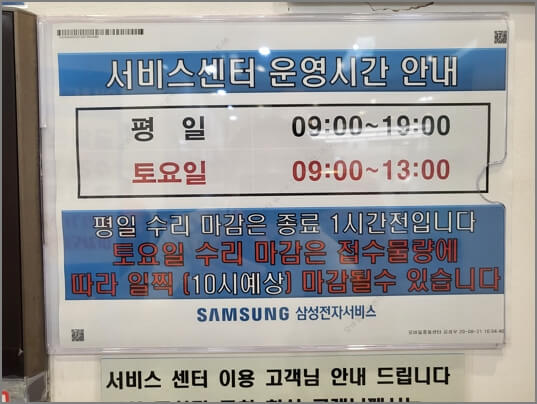 서비스센터 운영시간 안내
평 일 09:00~19:00
토요일 09:00~13:00
평일 수리 마감은 종료 1시간전입니다
토요일 수리 마감은 접수물량에
따라 일찍 (10시예상) 마감될수 있습니다
SAMSUNG 삼성전자서비스
서비스 센터 이용 고객님 안내 드립니다